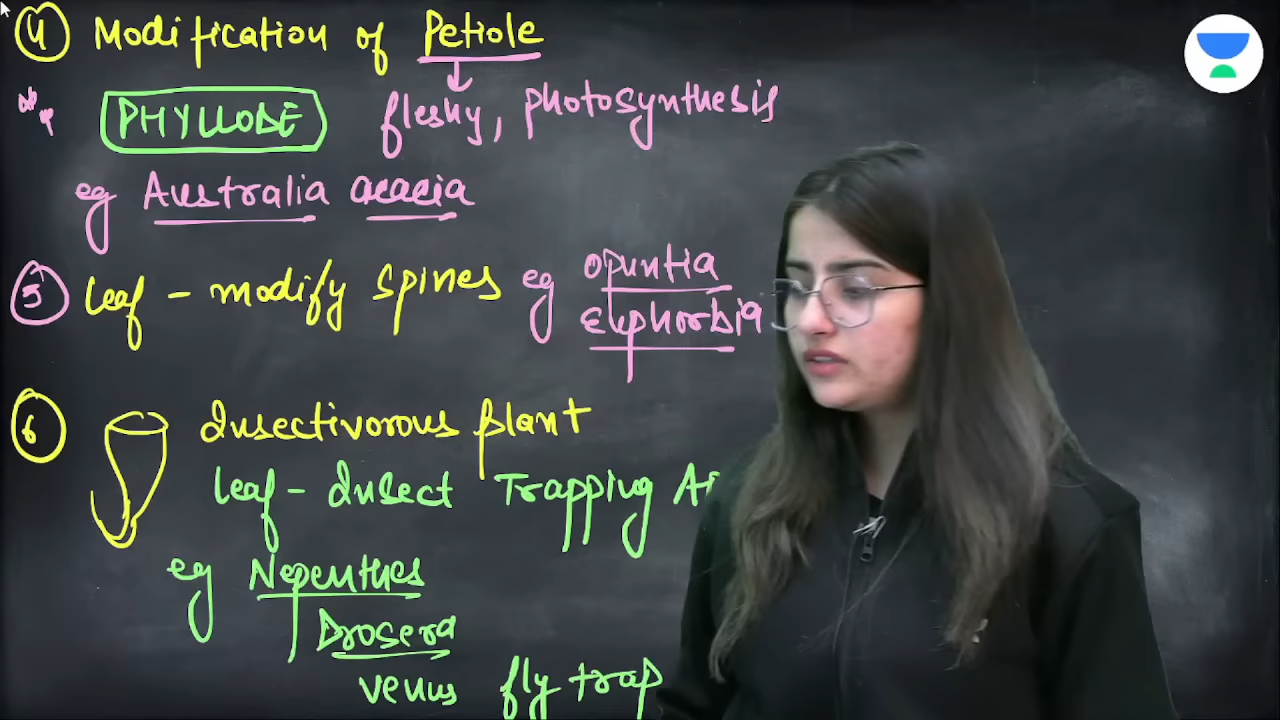 4 Modification of Petiole
PHYLLODE fleshy, photosynthesis
eg Australia acacia
5 leaf - modify spines eg opuntia
euphorbia
6 Insectivorous plant
leaf - Insect Trapping
eg Nepenthes
Drosera
venus fly trap